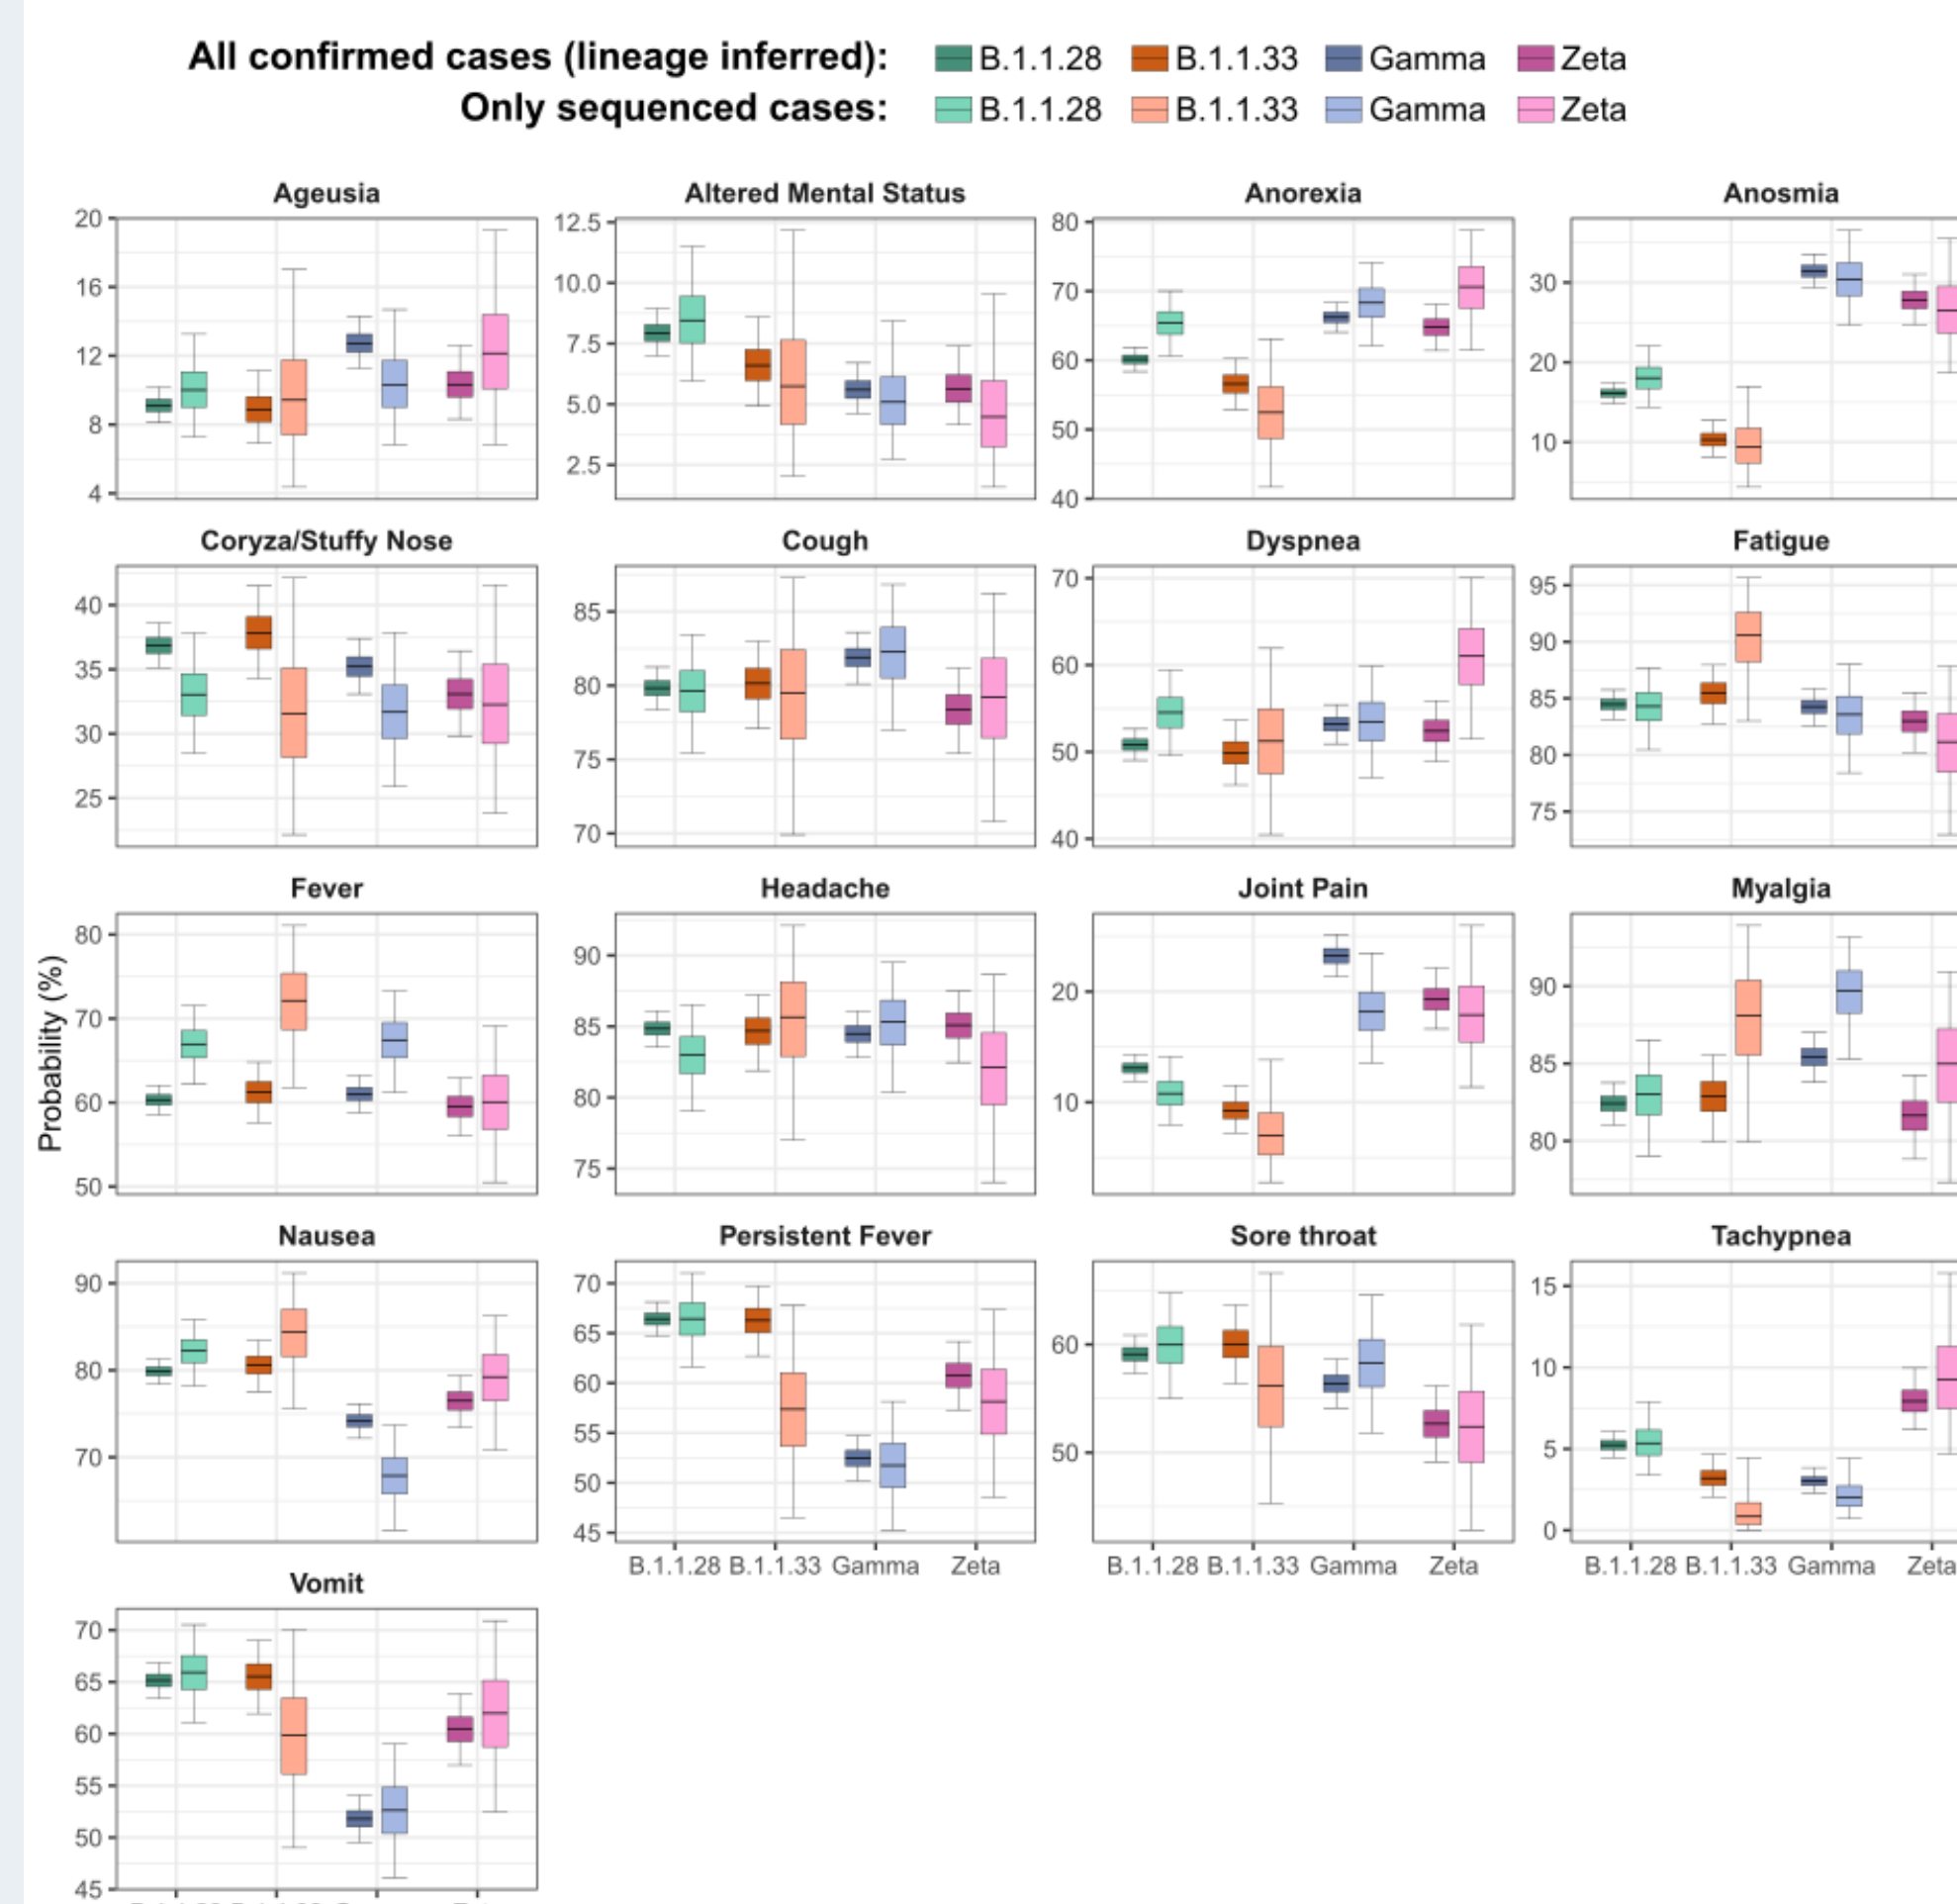 All confirmed cases (lineage inferred): B.1.1.28 B.1.1.33 Gamma Zeta
Only sequenced cases: B.1.1.28 B.1.1.33 Gamma Zeta
Ageusia Altered Mental Status Anorexia Anosmia
20 16 12 8 4
12.5 10.0 7.5 5.0 2.5
80 70 60 50 40
30 20 10
Coryza/Stuffy Nose Cough Dyspnea Fatigue
40 35 30 25
85 80 75 70
70 60 50 40
95 90 85 80 75
Probability (%)
Fever Headache Joint Pain Myalgia
80 70 60 50
90 85 80 75
20 10
90 85 80
Nausea Persistent Fever Sore throat Tachypnea
90 80 70
70 65 60 55 50 45
60 50
15 10 5 0
B.1.1.28 B.1.1.33 Gamma Zeta B.1.1.28 B.1.1.33 Gamma Zeta B.1.1.28 B.1.1.33 Gamma Zeta
Vomit
70 65 60 55 50 45